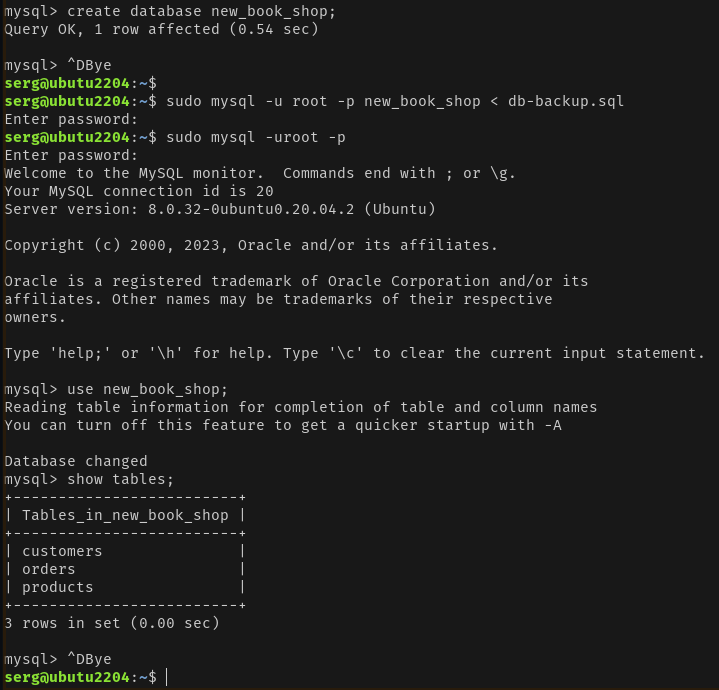 mysql> create database new_book_shop;
Query OK, 1 row affected (0.54 sec)
mysql> ^DBye
serg@ubutu2204:~$
serg@ubutu2204:~$ sudo mysql -u root -p new_book_shop < db-backup.sql
Enter password:
serg@ubutu2204:~$ sudo mysql -uroot -p
Enter password:
Welcome to the MySQL monitor.  Commands end with ; or \g.
Your MySQL connection id is 20
Server version: 8.0.32-0ubuntu0.20.04.2 (Ubuntu)
Copyright (c) 2000, 2023, Oracle and/or its affiliates.
Oracle is a registered trademark of Oracle Corporation and/or its
affiliates. Other names may be trademarks of their respective
owners.
Type 'help;' or '\h' for help. Type '\c' to clear the current input statement.
mysql> use new_book_shop;
Reading table information for completion of table and column names
You can turn off this feature to get a quicker startup with -A
Database changed
mysql> show tables;
+-------------------------+
| Tables_in_new_book_shop |
+-------------------------+
| customers               |
| orders                  |
| products                |
+-------------------------+
3 rows in set (0.00 sec)
mysql> ^DBye
serg@ubutu2204:~$